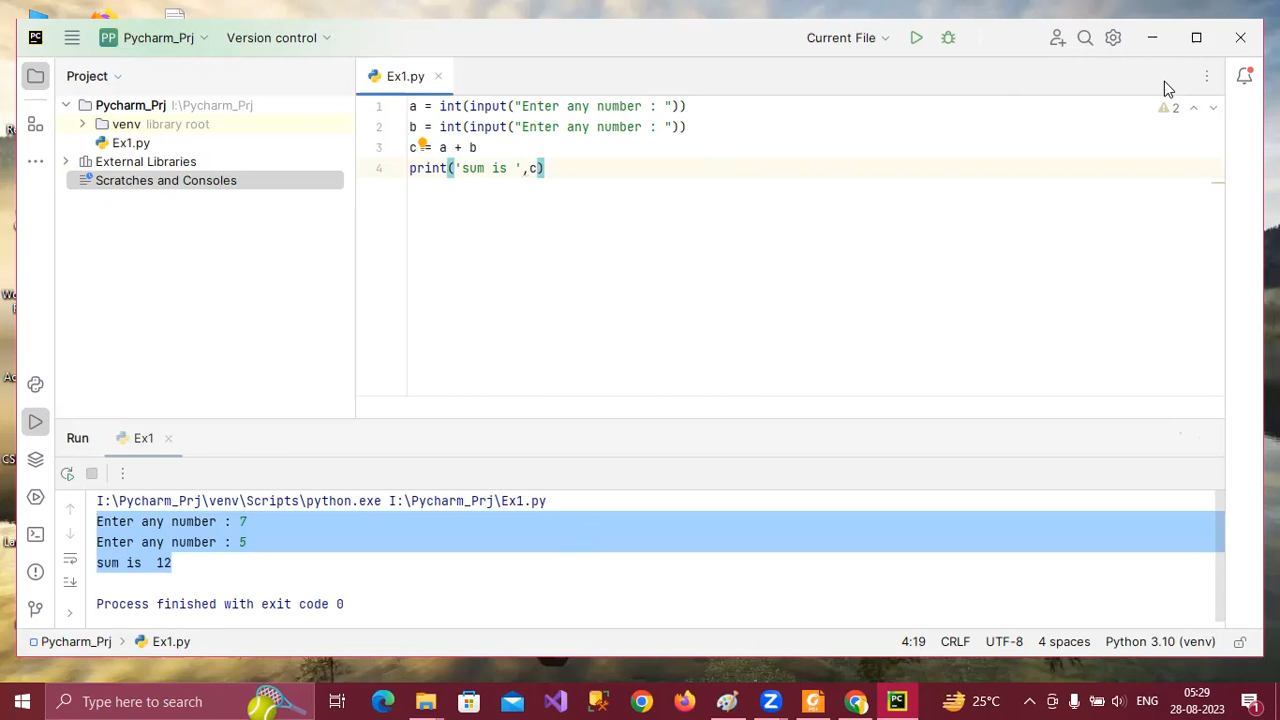 PC
PP Pycharm_Prj
Version control
Current File
Project
Ex1.py
Pycharm_Prj I:\Pycharm_Prj
venv library root
Ex1.py
External Libraries
Scratches and Consoles
1 a = int(input("Enter any number : "))
2 b = int(input("Enter any number : "))
3 c = a + b
4 print('sum is ',c)
2
Run
Ex1
I:\Pycharm_Prj\venv\Scripts\python.exe I:\Pycharm_Prj\Ex1.py
Enter any number : 7
Enter any number : 5
sum is  12
Process finished with exit code 0
Pycharm_Prj
Ex1.py
4:19
CRLF
UTF-8
4 spaces
Python 3.10 (venv)
Type here to search
PC
25°C
ENG
05:29
28-08-2023
1